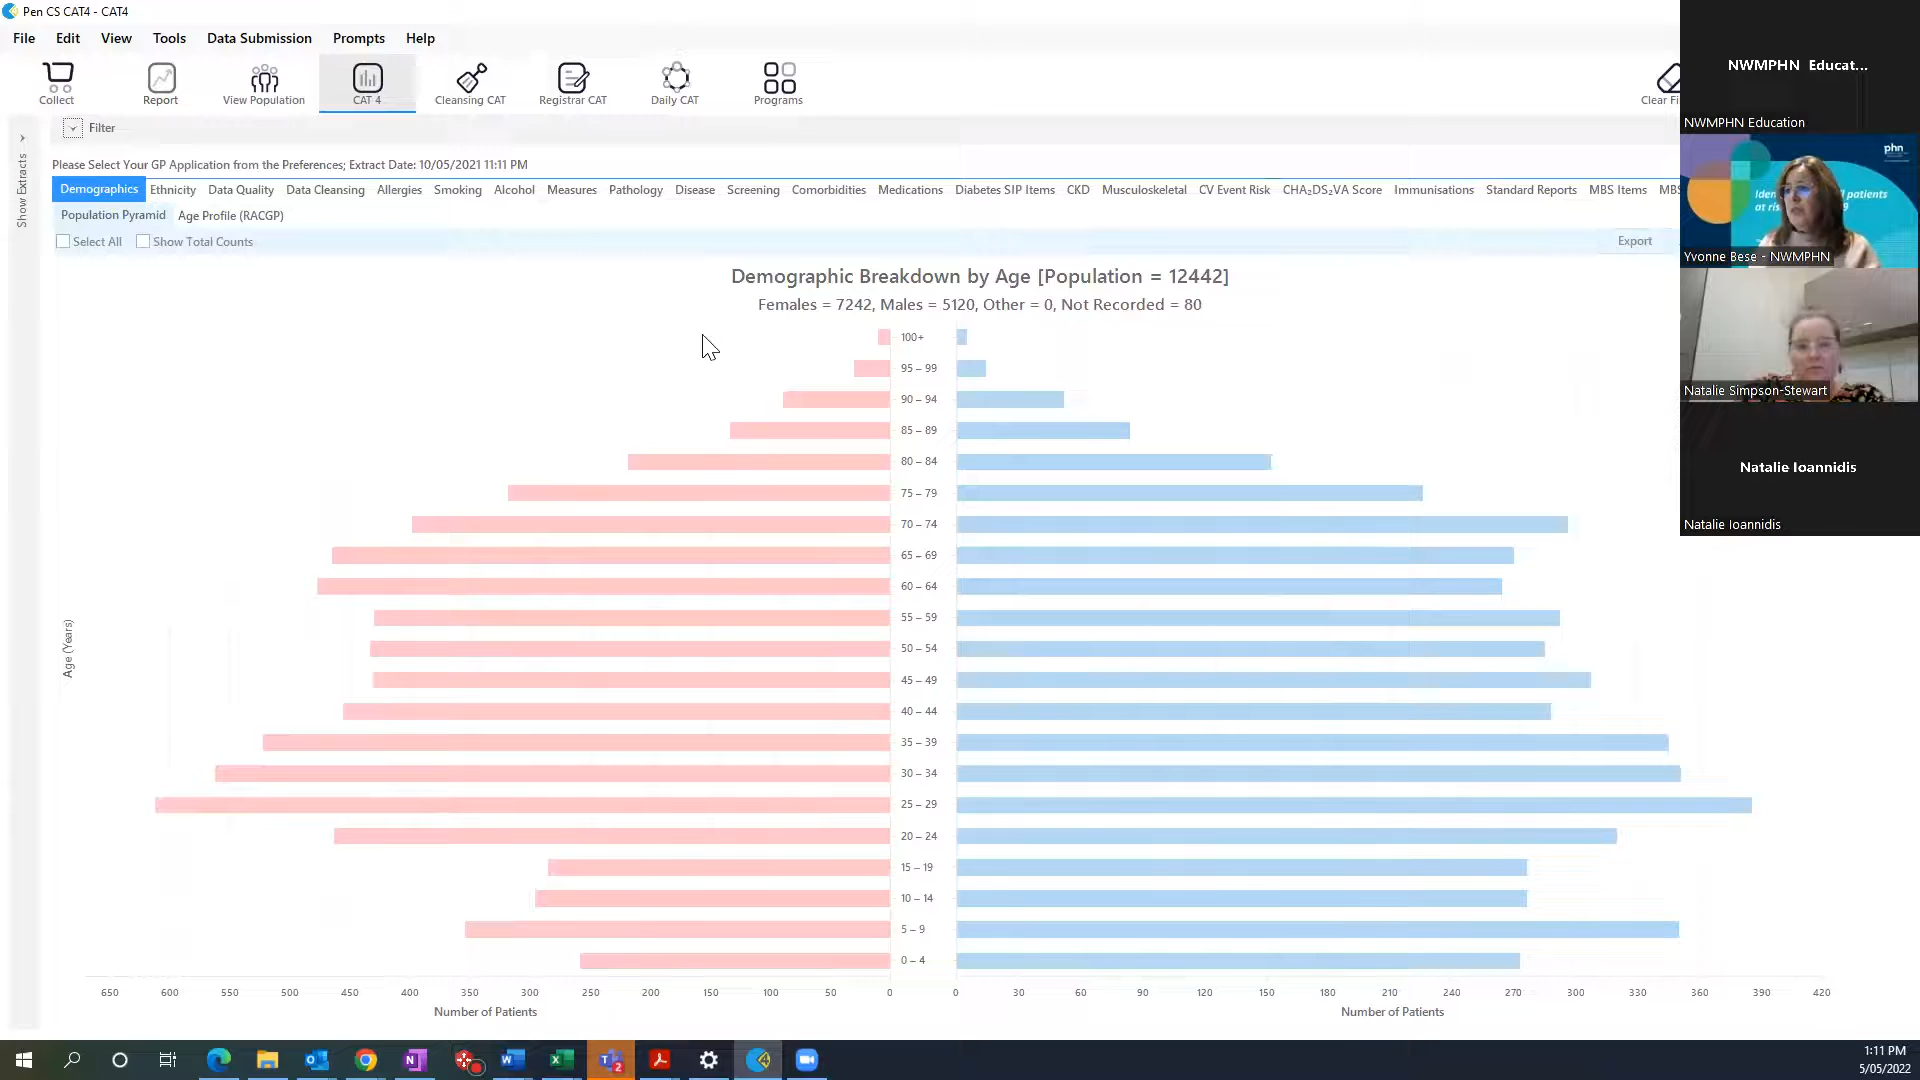 Pen CS CAT4 - CAT4
File Edit View Tools Data Submission Prompts Help
Collect Report View Population CAT 4 Cleansing CAT Registrar CAT Daily CAT Programs Clear Fi
Filter
Show Extracts
Please Select Your GP Application from the Preferences; Extract Date: 10/05/2021 11:11 PM
Demographics Ethnicity Data Quality Data Cleansing Allergies Smoking Alcohol Measures Pathology Disease Screening Comorbidities Medications Diabetes SIP Items CKD Musculoskeletal CV Event Risk CHA₂DS₂VA Score Immunisations Standard Reports MBS Items MBS
Population Pyramid Age Profile (RACGP)
Select All Show Total Counts Export
Demographic Breakdown by Age [Population = 12442]
Females = 7242, Males = 5120, Other = 0, Not Recorded = 80
100+
95 – 99
90 – 94
85 – 89
80 – 84
75 – 79
70 – 74
65 – 69
60 – 64
55 – 59
50 – 54
45 – 49
40 – 44
35 – 39
30 – 34
25 – 29
20 – 24
15 – 19
10 – 14
5 – 9
0 – 4
Age (Years)
650 600 550 500 450 400 350 300 250 200 150 100 50 0 0 30 60 90 120 150 180 210 240 270 300 330 360 390 420
Number of Patients Number of Patients
NWMPHN Educat...
NWMPHN Education
phn
patients
at ris
Yvonne Bese - NWMPHN
Natalie Simpson-Stewart
Natalie Ioannidis
Natalie Ioannidis
2
1:11 PM
5/05/2022